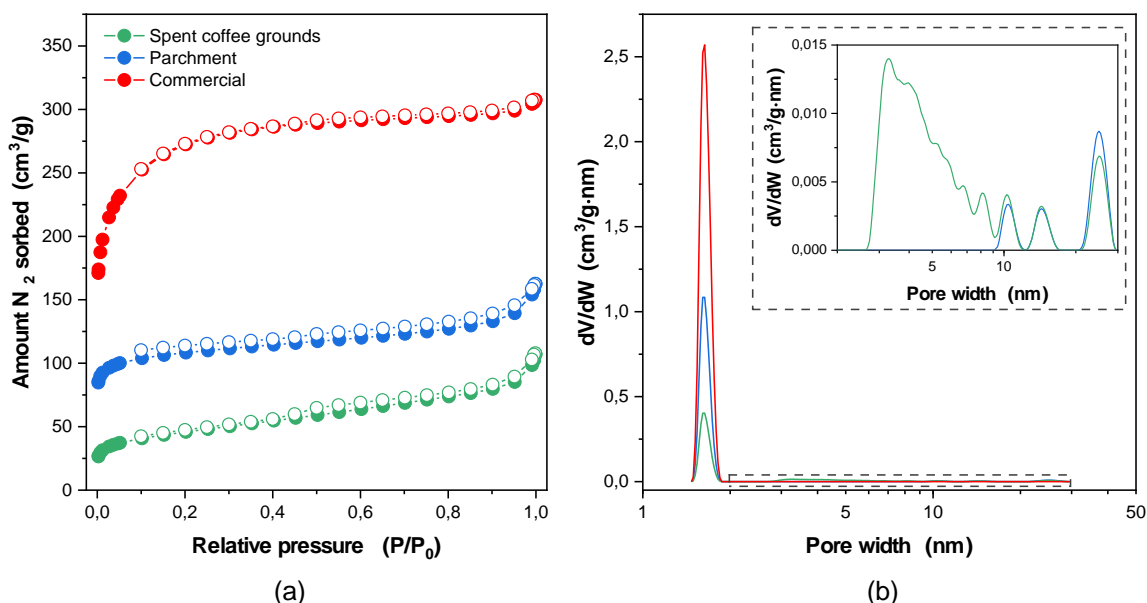 Spent coffee grounds
Parchment
Commercial
350
300
250
200
150
100
50
0
0,0
0,2
0,4
0,6
0,8
1,0
Amount N2 sorbed (cm³/g)
Relative pressure (P/P0)
(a)
2,5
2,0
1,5
1,0
0,5
0,0
1
5
10
50
dV/dW (cm³/g·nm)
Pore width (nm)
0,015
0,010
0,005
0,000
5
10
dV/dW (cm³/g·nm)
Pore width (nm)
(b)